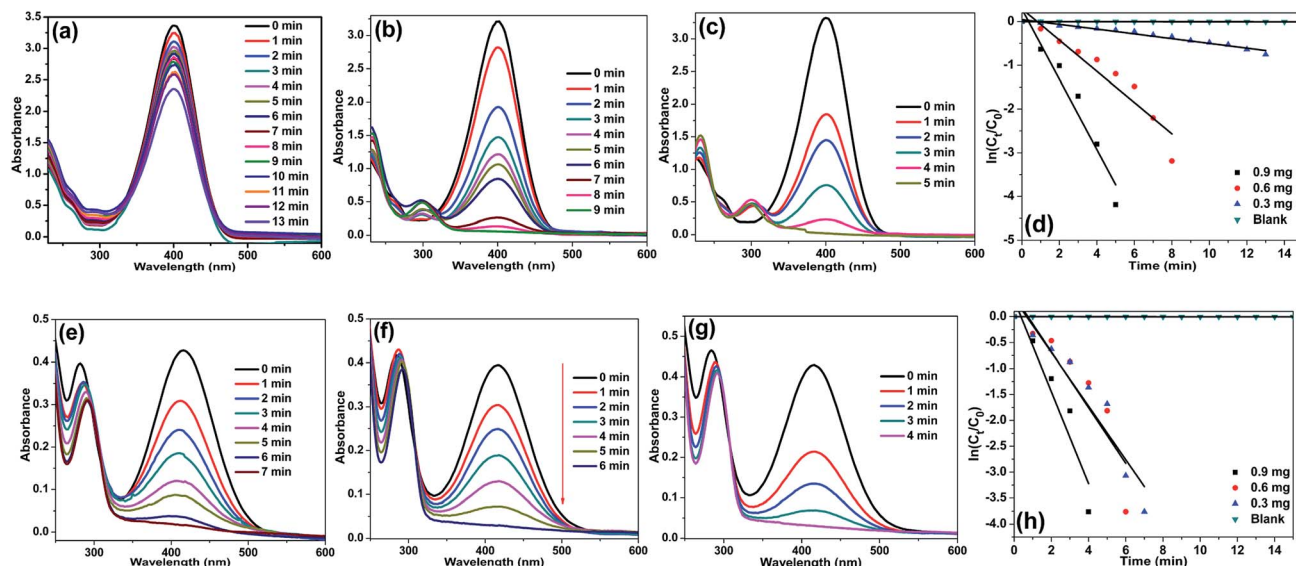 (a)
0 min
1 min
2 min
3 min
4 min
5 min
6 min
7 min
8 min
9 min
10 min
11 min
12 min
13 min
Absorbance
3.5
3.0
2.5
2.0
1.5
1.0
0.5
0.0
300 400 500 600
Wavelength (nm)
(b)
0 min
1 min
2 min
3 min
4 min
5 min
6 min
7 min
8 min
9 min
Absorbance
3.0
2.5
2.0
1.5
1.0
0.5
0.0
300 400 500 600
Wavelength (nm)
(c)
0 min
1 min
2 min
3 min
4 min
5 min
Absorbance
3.0
2.5
2.0
1.5
1.0
0.5
0.0
300 400 500 600
Wavelength (nm)
(d)
0.9 mg
0.6 mg
0.3 mg
Blank
ln(Ct/C0)
0
-1
-2
-3
-4
-5
0 2 4 6 8 10 12 14
Time (min)
(e)
0 min
1 min
2 min
3 min
4 min
5 min
6 min
7 min
Absorbance
0.5
0.4
0.3
0.2
0.1
0.0
300 400 500 600
Wavelength (nm)
(f)
0 min
1 min
2 min
3 min
4 min
5 min
6 min
Absorbance
0.5
0.4
0.3
0.2
0.1
0.0
300 400 500 600
Wavelength (nm)
(g)
0 min
1 min
2 min
3 min
4 min
Absorbance
0.5
0.4
0.3
0.2
0.1
0.0
300 400 500 600
Wavelength (nm)
(h)
0.9 mg
0.6 mg
0.3 mg
Blank
ln(Ct/C0)
0.0
-0.5
-1.0
-1.5
-2.0
-2.5
-3.0
-3.5
-4.0
0 2 4 6 8 10 12 14
Time (min)